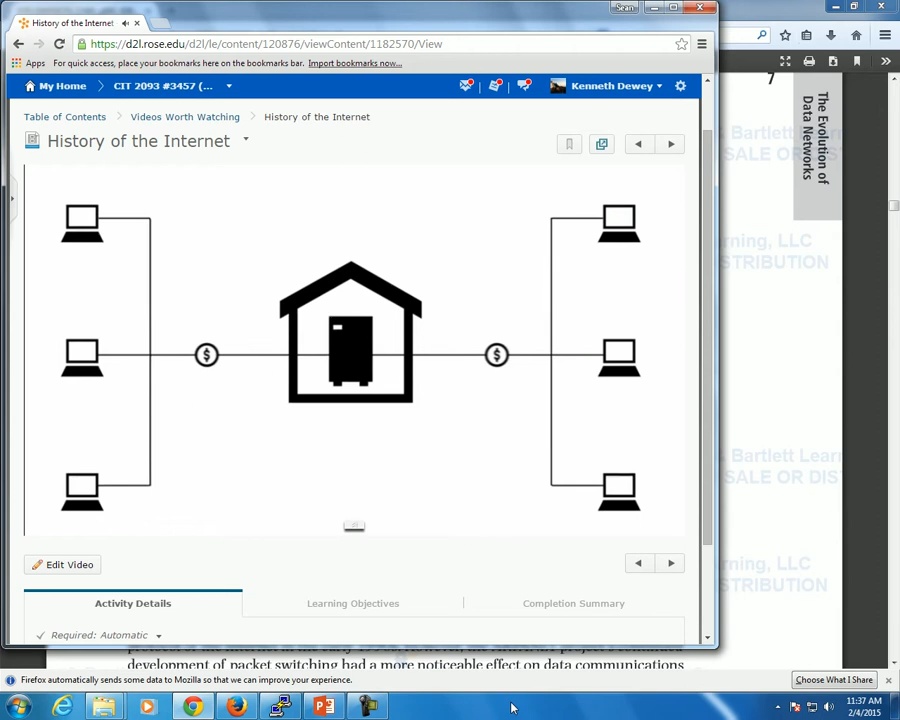 History of the Internet
Sean
https://d2l.rose.edu/d2l/le/content/120876/viewContent/1182570/View
Apps For quick access, place your bookmarks here on the bookmarks bar. Import bookmarks now...
My Home CIT 2093 #3457 (... Kenneth Dewey
Table of Contents Videos Worth Watching History of the Internet
History of the Internet
$ $
Edit Video
Activity Details Learning Objectives Completion Summary
Required: Automatic
7
The Evolution of
Data Networks
Bartlett
SALE OR DIS
rning, LLC
TRIBUTION
Bartlett Learn
SALE OR DIS
rning, LLC
TRIBUTION
development of packet switching had a more noticeable effect on data communications
Firefox automatically sends some data to Mozilla so that we can improve your experience. Choose What I Share
11:37 AM
2/4/2015